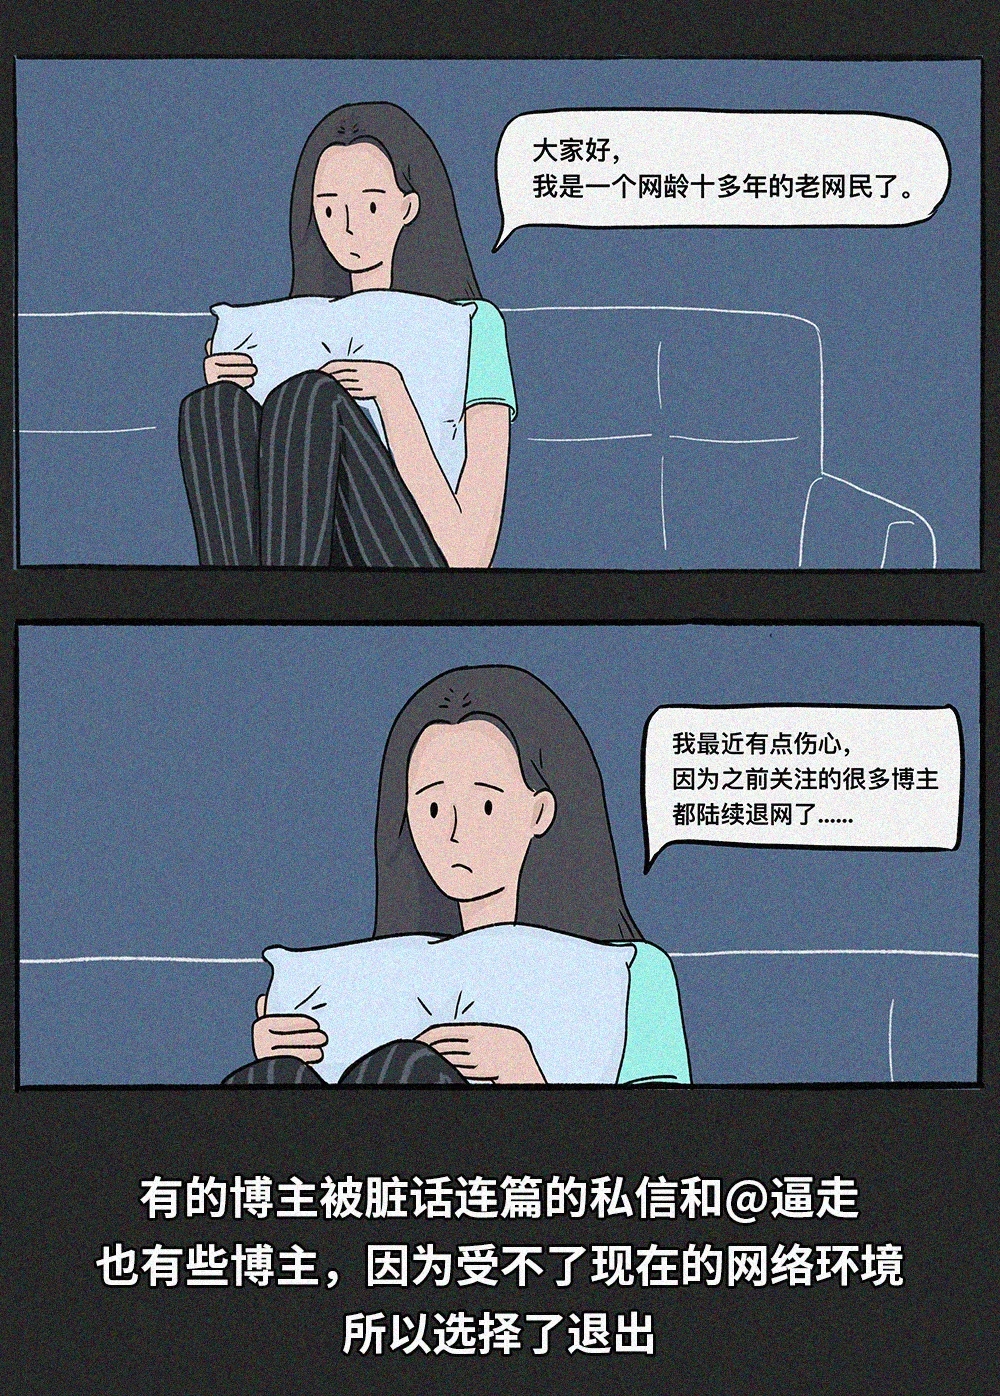 大家好，
我是一个网龄十多年的老网民了。
我最近有点伤心，
因为之前关注的很多博主
都陆续退网了......
有的博主被脏话连篇的私信和@逼走
也有些博主，因为受不了现在的网络环境
所以选择了退出